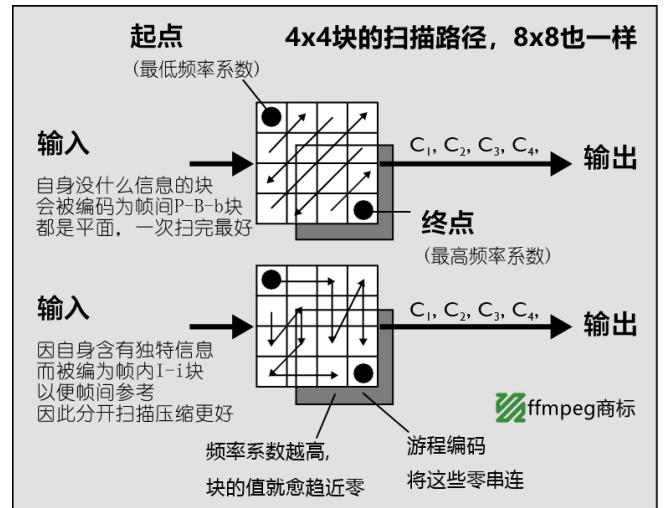 起点
4x4块的扫描路径，8x8也一样
(最低频率系数)
输入
C₁, C₂, C₃, C₄,
输出
自身没什么信息的块
会被编码为帧间P-B-b块
都是平面，一次扫完最好
终点
(最高频率系数)
输入
C₁, C₂, C₃, C₄,
输出
因自身含有独特信息
而被编为帧内I-i块
以便帧间参考
因此分开扫描压缩更好
ffmpeg商标
频率系数越高,
块的值就愈趋近零
游程编码
将这些零串连